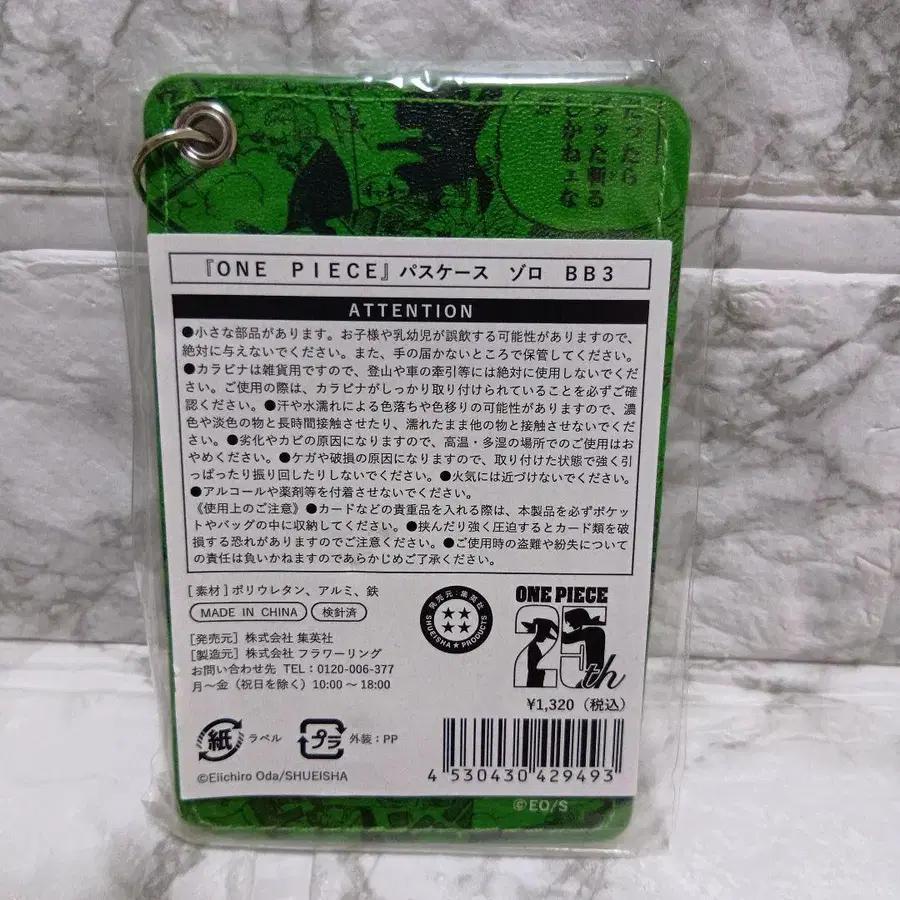 たったら
ブッた斬る
しかねェな
『ONE PIECE』パスケース ゾロ BB3
ATTENTION
●小さな部品があります。お子様や乳幼児が誤飲する可能性がありますので、
絶対に与えないでください。また、手の届かないところで保管してください。
●カラビナは雑貨用ですので、登山や車の牽引等には絶対に使用しないでくだ
さい。ご使用の際は、カラビナがしっかり取り付けられていることを必ずご確
認ください。●汗や水濡れによる色落ちや色移りの可能性がありますので、濃
色や淡色の物と長時間接触させたり、濡れたまま他の物と接触させないでくだ
さい。●劣化やカビの原因になりますので、高温・多湿の場所でのご使用はお
やめください。●ケガや破損の原因になりますので、取り付けた状態で強く引
っぱったり振り回したりしないでください。●火気には近づけないでください。
●アルコールや薬剤等を付着させないでください。
《使用上のご注意》●カードなどの貴重品を入れる際は、本製品を必ずポケッ
トやバッグの中に収納してください。●挟んだり強く圧迫するとカード類を破
損する恐れがありますのでご注意ください。●ご使用時の盗難や紛失について
の責任は負いかねますのであらかじめご了承ください。
[素材] ポリウレタン、アルミ、鉄
MADE IN CHINA 検針済
[発売元] 株式会社 集英社
[製造元] 株式会社 フラワーリング
お問い合わせ先 TEL：0120-006-377
月～金（祝日を除く）10:00～18:00
発売元：集英社
SHUEISHA★PRODUCTS
ONE PIECE
25th
¥1,320（税込）
紙 ラベル プラ 外装：PP
©Eiichiro Oda/SHUEISHA
4 530430 429493
©EO/S